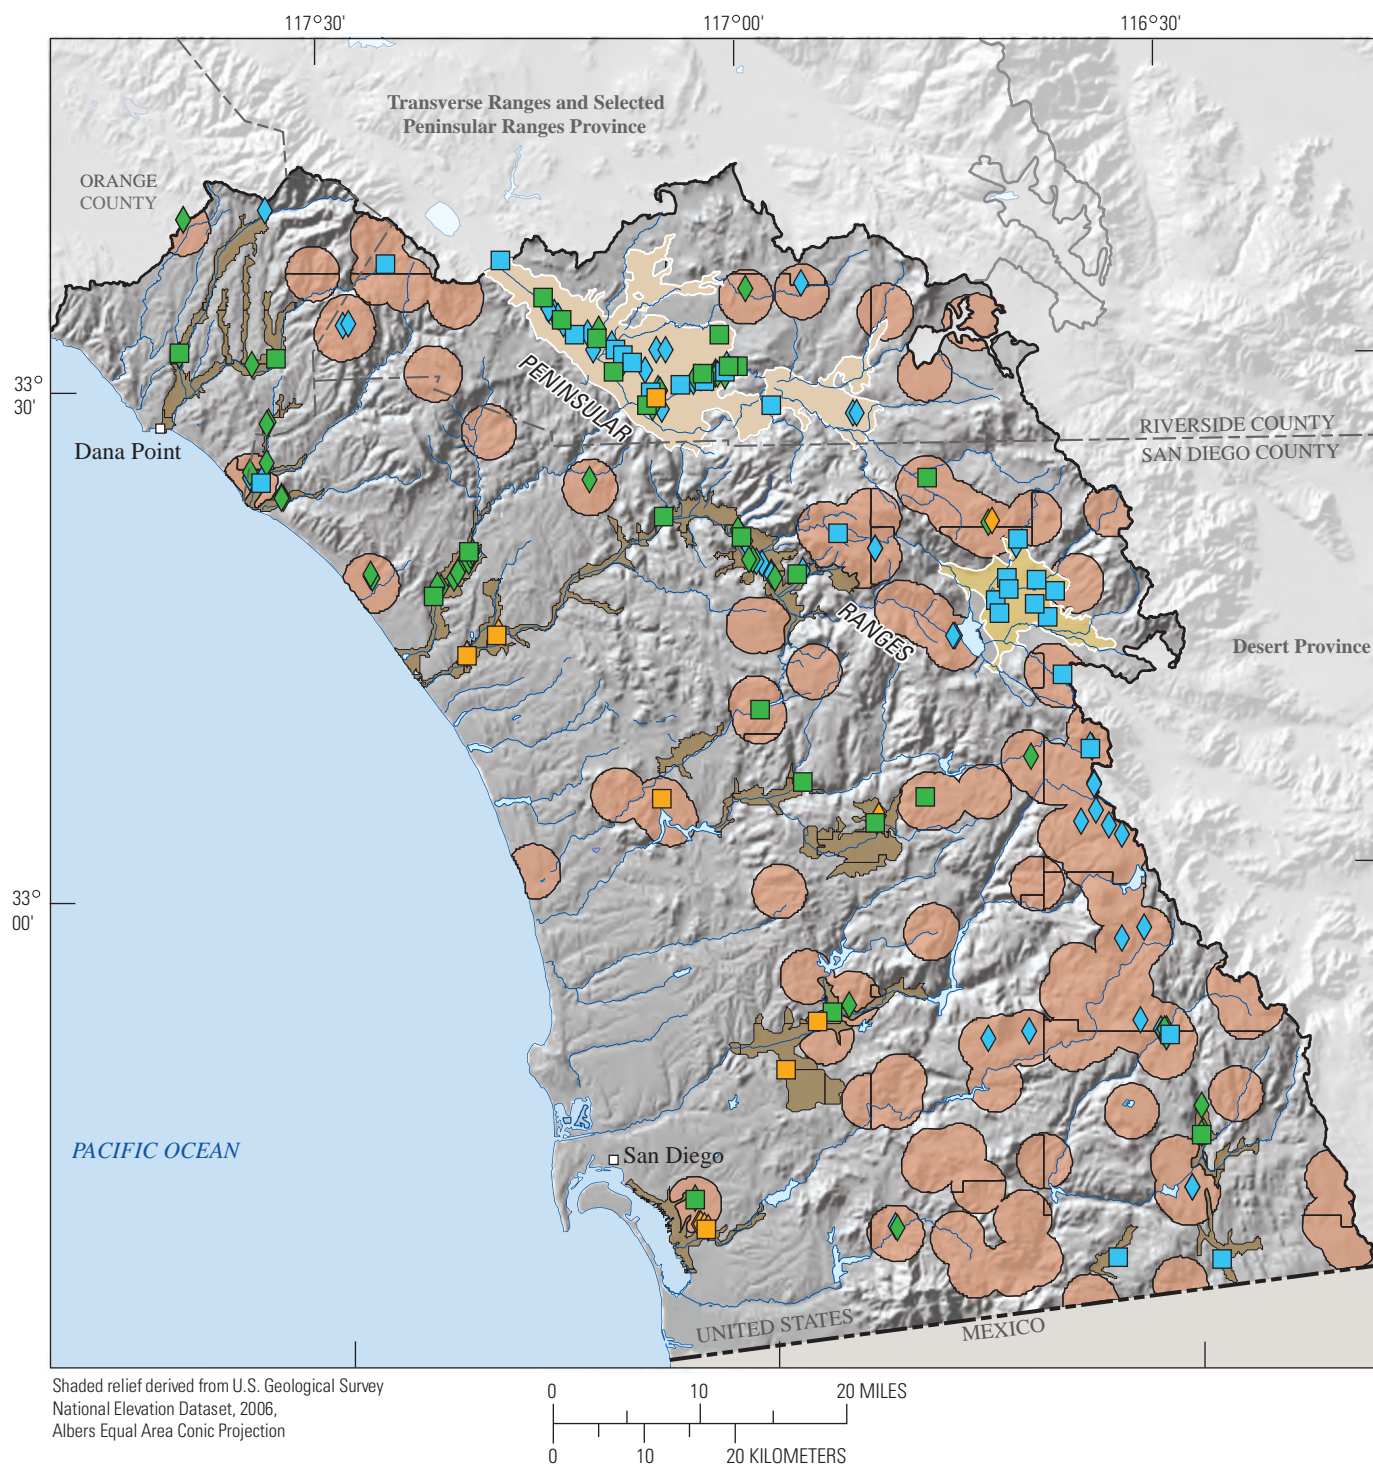 117°30'
117°00'
116°30'
Transverse Ranges and Selected
Peninsular Ranges Province
ORANGE
COUNTY
PENINSULAR
33°
30'
RIVERSIDE COUNTY
SAN DIEGO COUNTY
Dana Point
RANGES
Desert Province
33°
00'
PACIFIC OCEAN
San Diego
UNITED STATES
MEXICO
Shaded relief derived from U.S. Geological Survey
National Elevation Dataset, 2006,
Albers Equal Area Conic Projection
0 10 20 MILES
0 10 20 KILOMETERS